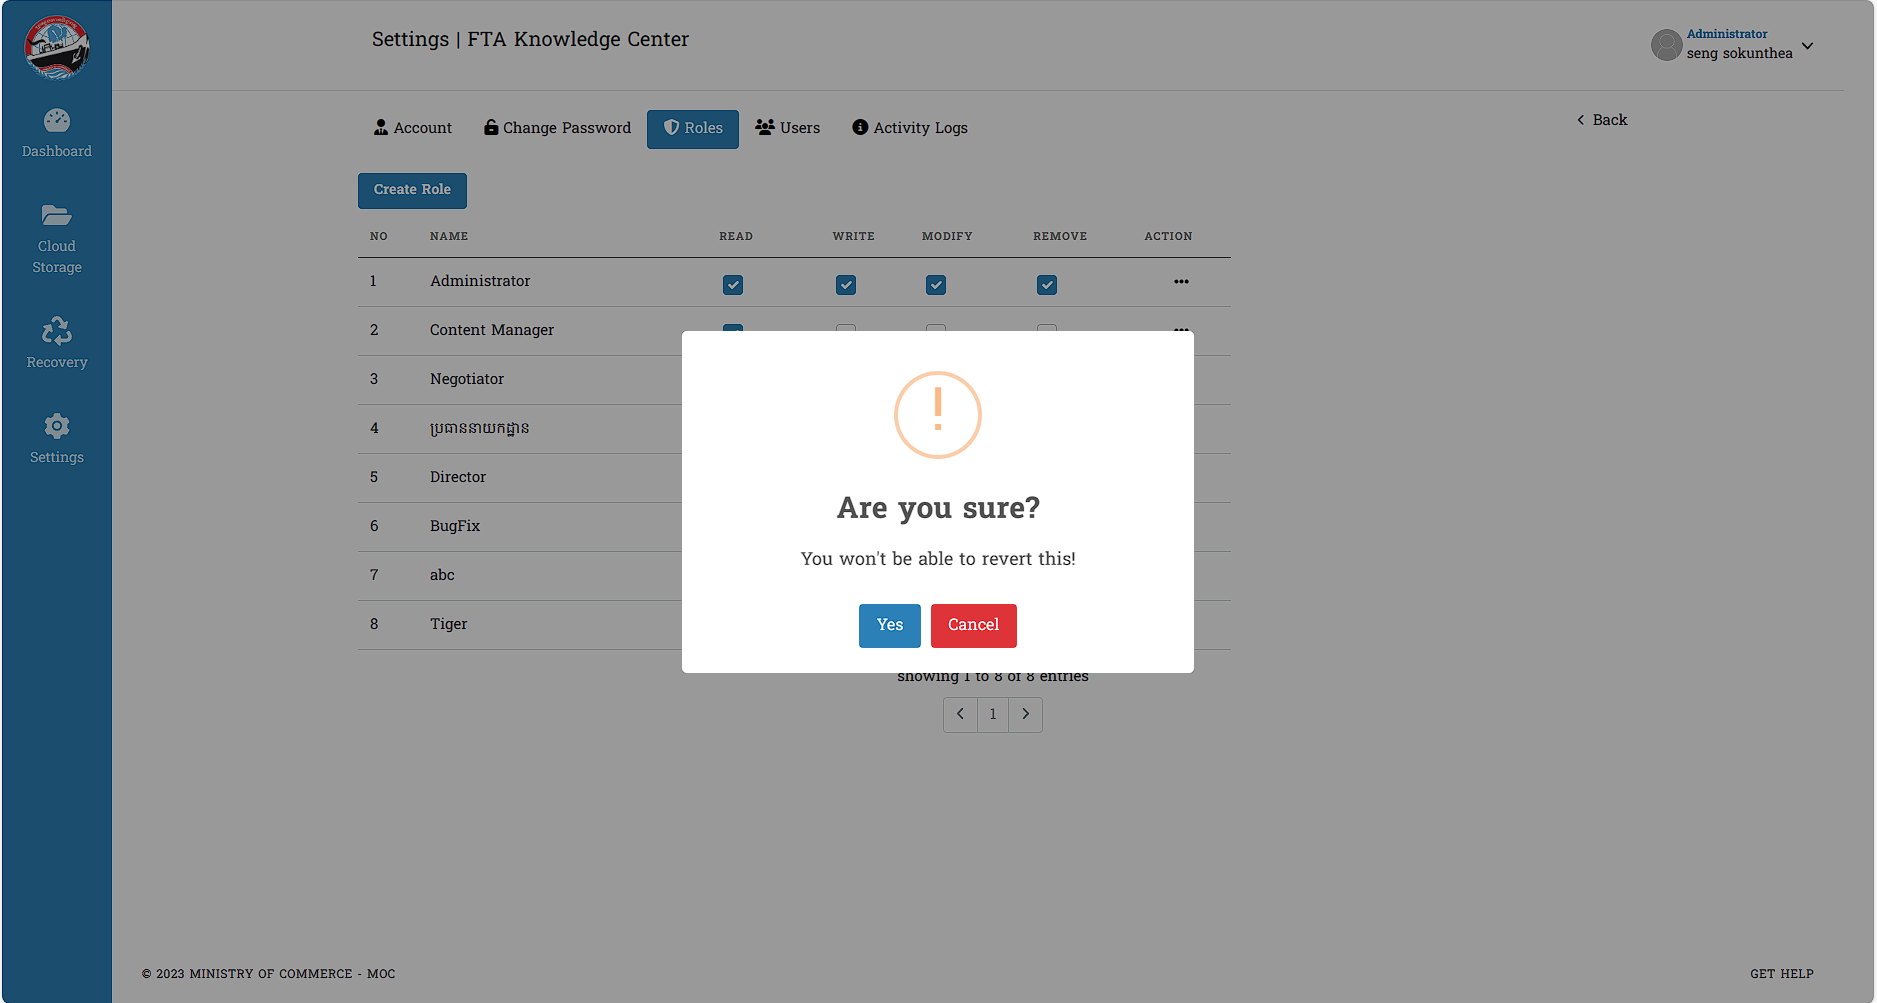 Settings | FTA Knowledge Center
Administrator
seng sokunthea
Dashboard
Cloud
Storage
Recovery
Settings
Account
Change Password
Roles
Users
Activity Logs
Back
Create Role
NO NAME READ WRITE MODIFY REMOVE ACTION
1 Administrator
2 Content Manager
3 Negotiator
4 ប្រធាននាយកដ្ឋាន
5 Director
6 BugFix
7 abc
8 Tiger
!
Are you sure?
You won't be able to revert this!
Yes
Cancel
showing 1 to 8 of 8 entries
1
© 2023 MINISTRY OF COMMERCE - MOC
GET HELP